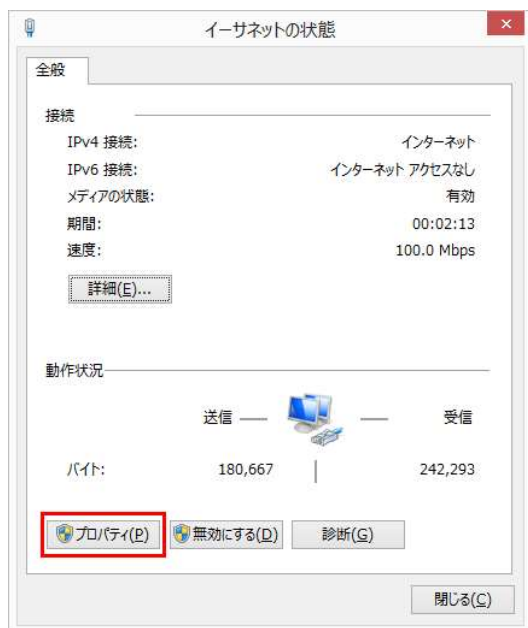 イーサネットの状態
全般
接続
IPv4 接続: インターネット
IPv6 接続: インターネット アクセスなし
メディアの状態: 有効
期間: 00:02:13
速度: 100.0 Mbps
詳細(E)...
動作状況
送信 — — 受信
バイト: 180,667 242,293
プロパティ(P) 無効にする(D) 診断(G)
閉じる(C)